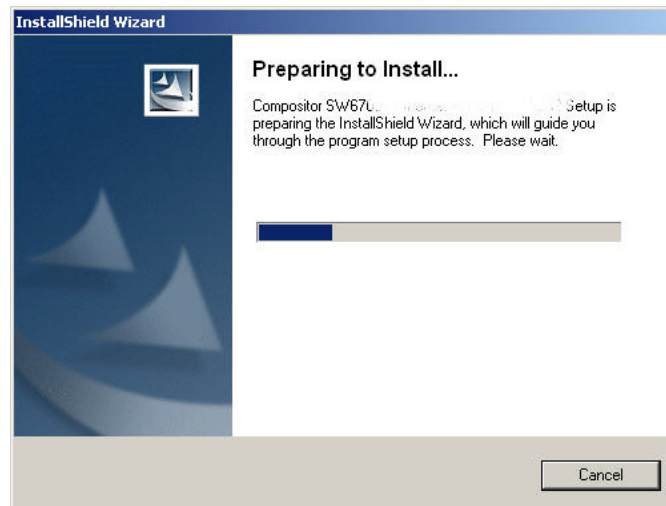 InstallShield Wizard
Preparing to Install...
Compositor Setup is
preparing the InstallShield Wizard, which will guide you
through the program setup process. Please wait.
Cancel